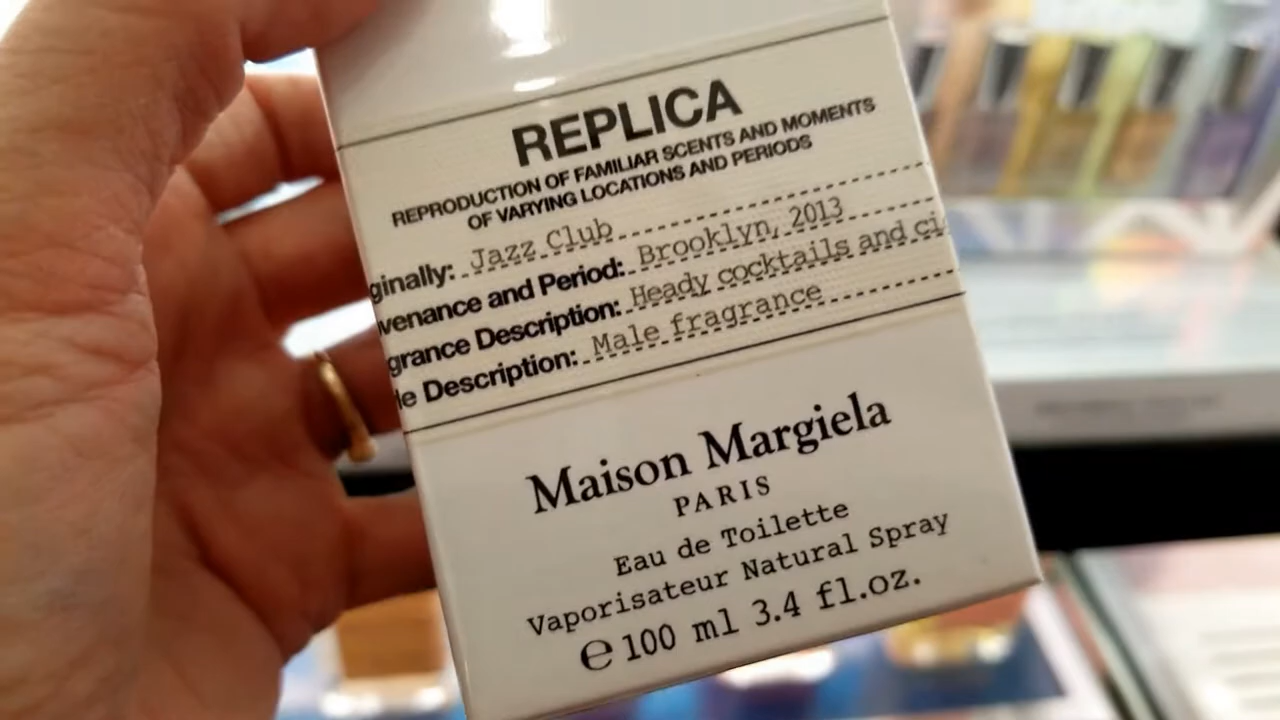 REPLICA
REPRODUCTION OF FAMILIAR SCENTS AND MOMENTS
OF VARYING LOCATIONS AND PERIODS
ginally: Jazz Club
venance and Period: Brooklyn, 2013
grance Description: Heady cocktails and ci
le Description: Male fragrance
Maison Margiela
PARIS
Eau de Toilette
Vaporisateur Natural Spray
℮ 100 ml 3.4 fl.oz.